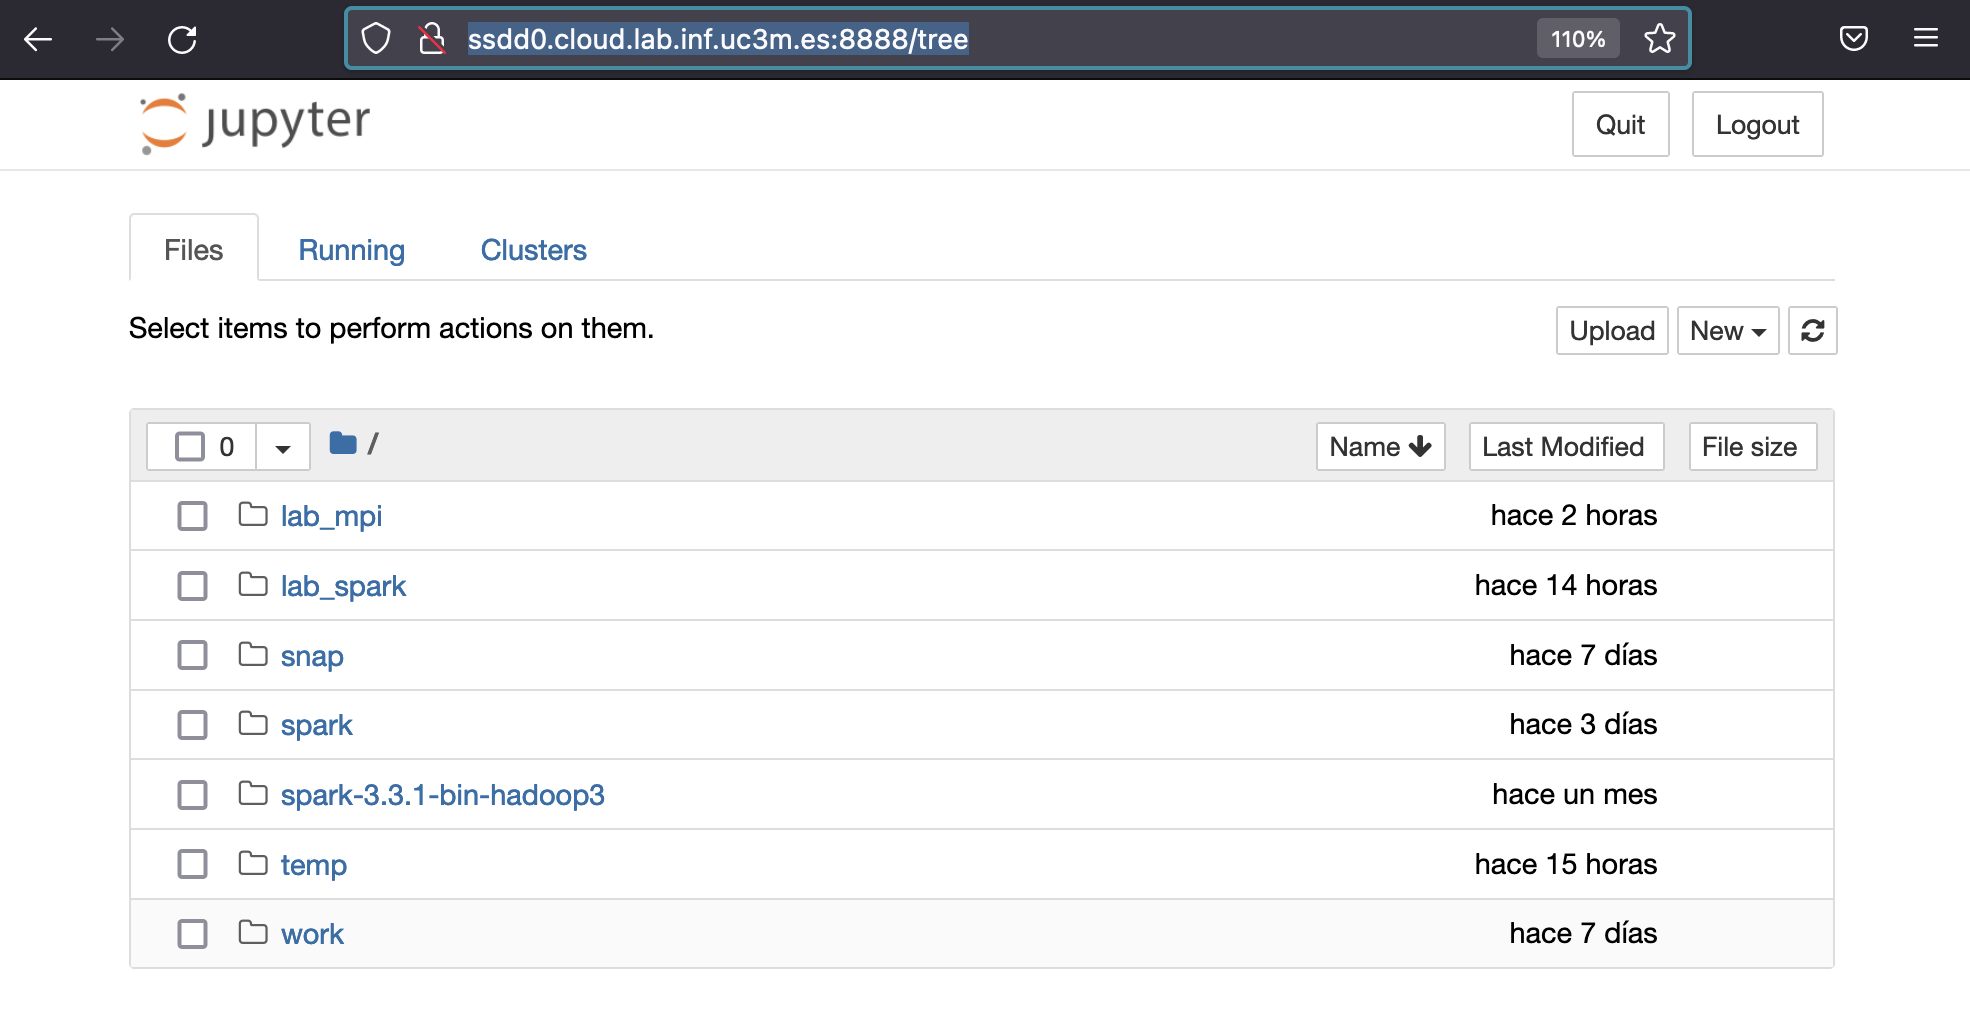 ssdd0.cloud.lab.inf.uc3m.es:8888/tree 110%
jupyter Quit Logout
Files Running Clusters
Select items to perform actions on them. Upload New
0 / Name Last Modified File size
lab_mpi hace 2 horas
lab_spark hace 14 horas
snap hace 7 días
spark hace 3 días
spark-3.3.1-bin-hadoop3 hace un mes
temp hace 15 horas
work hace 7 días